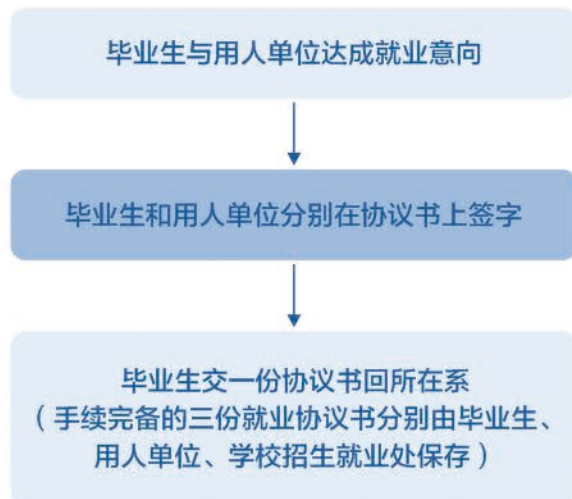 毕业生与用人单位达成就业意向
毕业生和用人单位分别在协议书上签字
毕业生交一份协议书回所在系
（手续完备的三份就业协议书分别由毕业生、
用人单位、学校招生就业处保存）